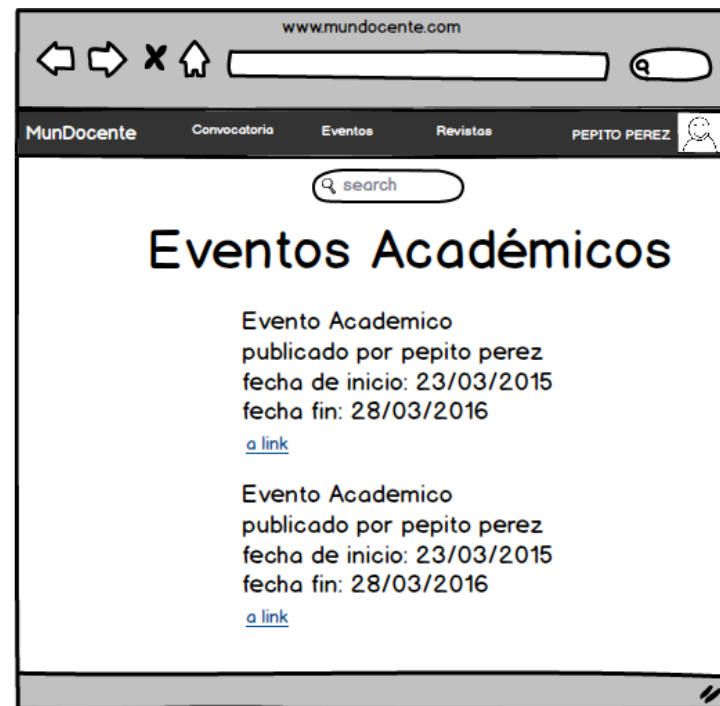 www.mundocente.com
MunDocente Convocatoria Eventos Revistas PEPITO PEREZ
search
Eventos Académicos
Evento Academico
publicado por pepito perez
fecha de inicio: 23/03/2015
fecha fin: 28/03/2016
a link
Evento Academico
publicado por pepito perez
fecha de inicio: 23/03/2015
fecha fin: 28/03/2016
a link